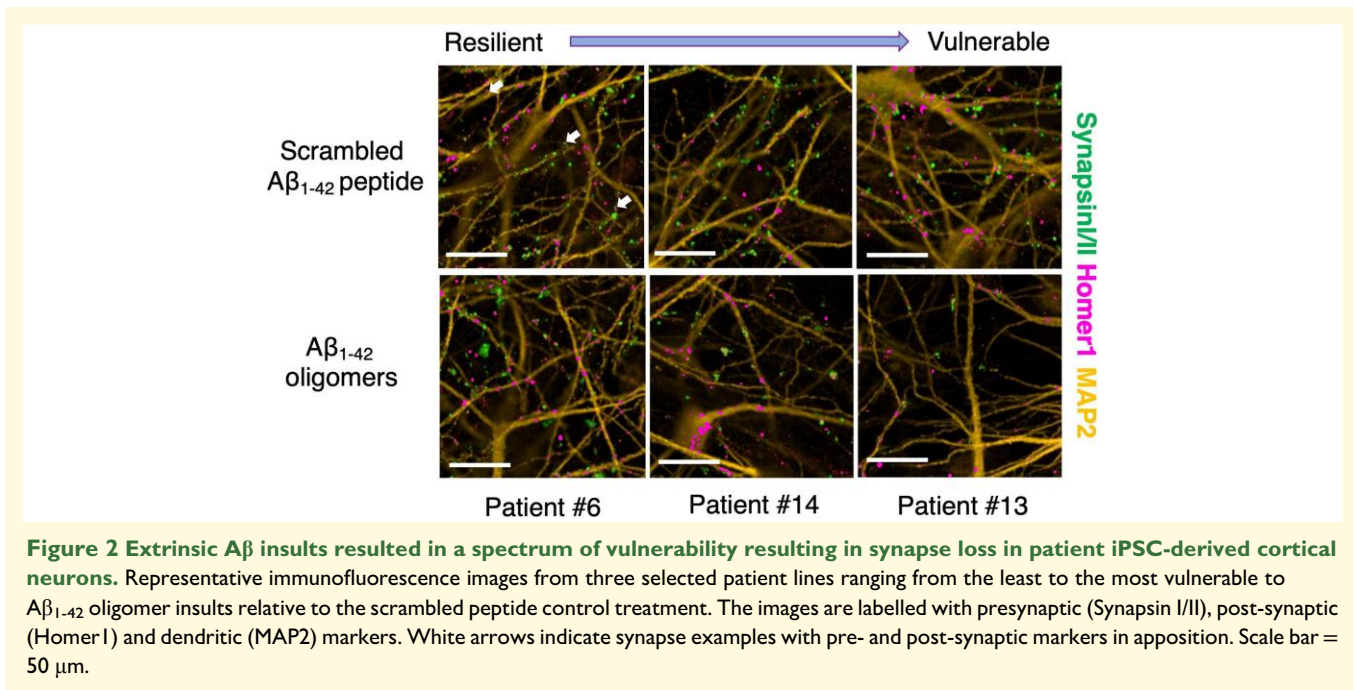 Resilient
Vulnerable
Scrambled
Aβ1-42 peptide
Aβ1-42
oligomers
SynapsinI/II Homer1 MAP2
Patient #6
Patient #14
Patient #13
Figure 2 Extrinsic Aβ insults resulted in a spectrum of vulnerability resulting in synapse loss in patient iPSC-derived cortical
neurons. Representative immunofluorescence images from three selected patient lines ranging from the least to the most vulnerable to
Aβ1-42 oligomer insults relative to the scrambled peptide control treatment. The images are labelled with presynaptic (Synapsin I/II), post-synaptic
(Homer1) and dendritic (MAP2) markers. White arrows indicate synapse examples with pre- and post-synaptic markers in apposition. Scale bar =
50 μm.